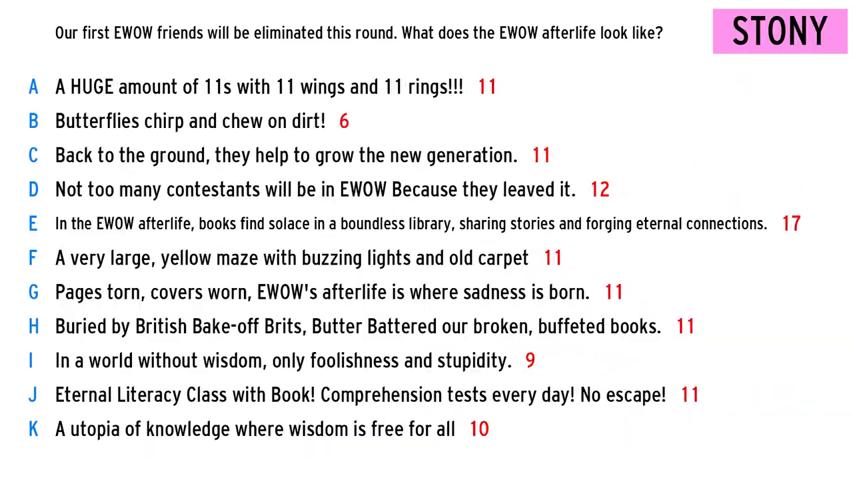 Our first EWOW friends will be eliminated this round. What does the EWOW afterlife look like?
STONY
A A HUGE amount of 11s with 11 wings and 11 rings!!! 11
B Butterflies chirp and chew on dirt! 6
C Back to the ground, they help to grow the new generation. 11
D Not too many contestants will be in EWOW Because they leaved it. 12
E In the EWOW afterlife, books find solace in a boundless library, sharing stories and forging eternal connections. 17
F A very large, yellow maze with buzzing lights and old carpet 11
G Pages torn, covers worn, EWOW's afterlife is where sadness is born. 11
H Buried by British Bake-off Brits, Butter Battered our broken, buffeted books. 11
I In a world without wisdom, only foolishness and stupidity. 9
J Eternal Literacy Class with Book! Comprehension tests every day! No escape! 11
K A utopia of knowledge where wisdom is free for all 10